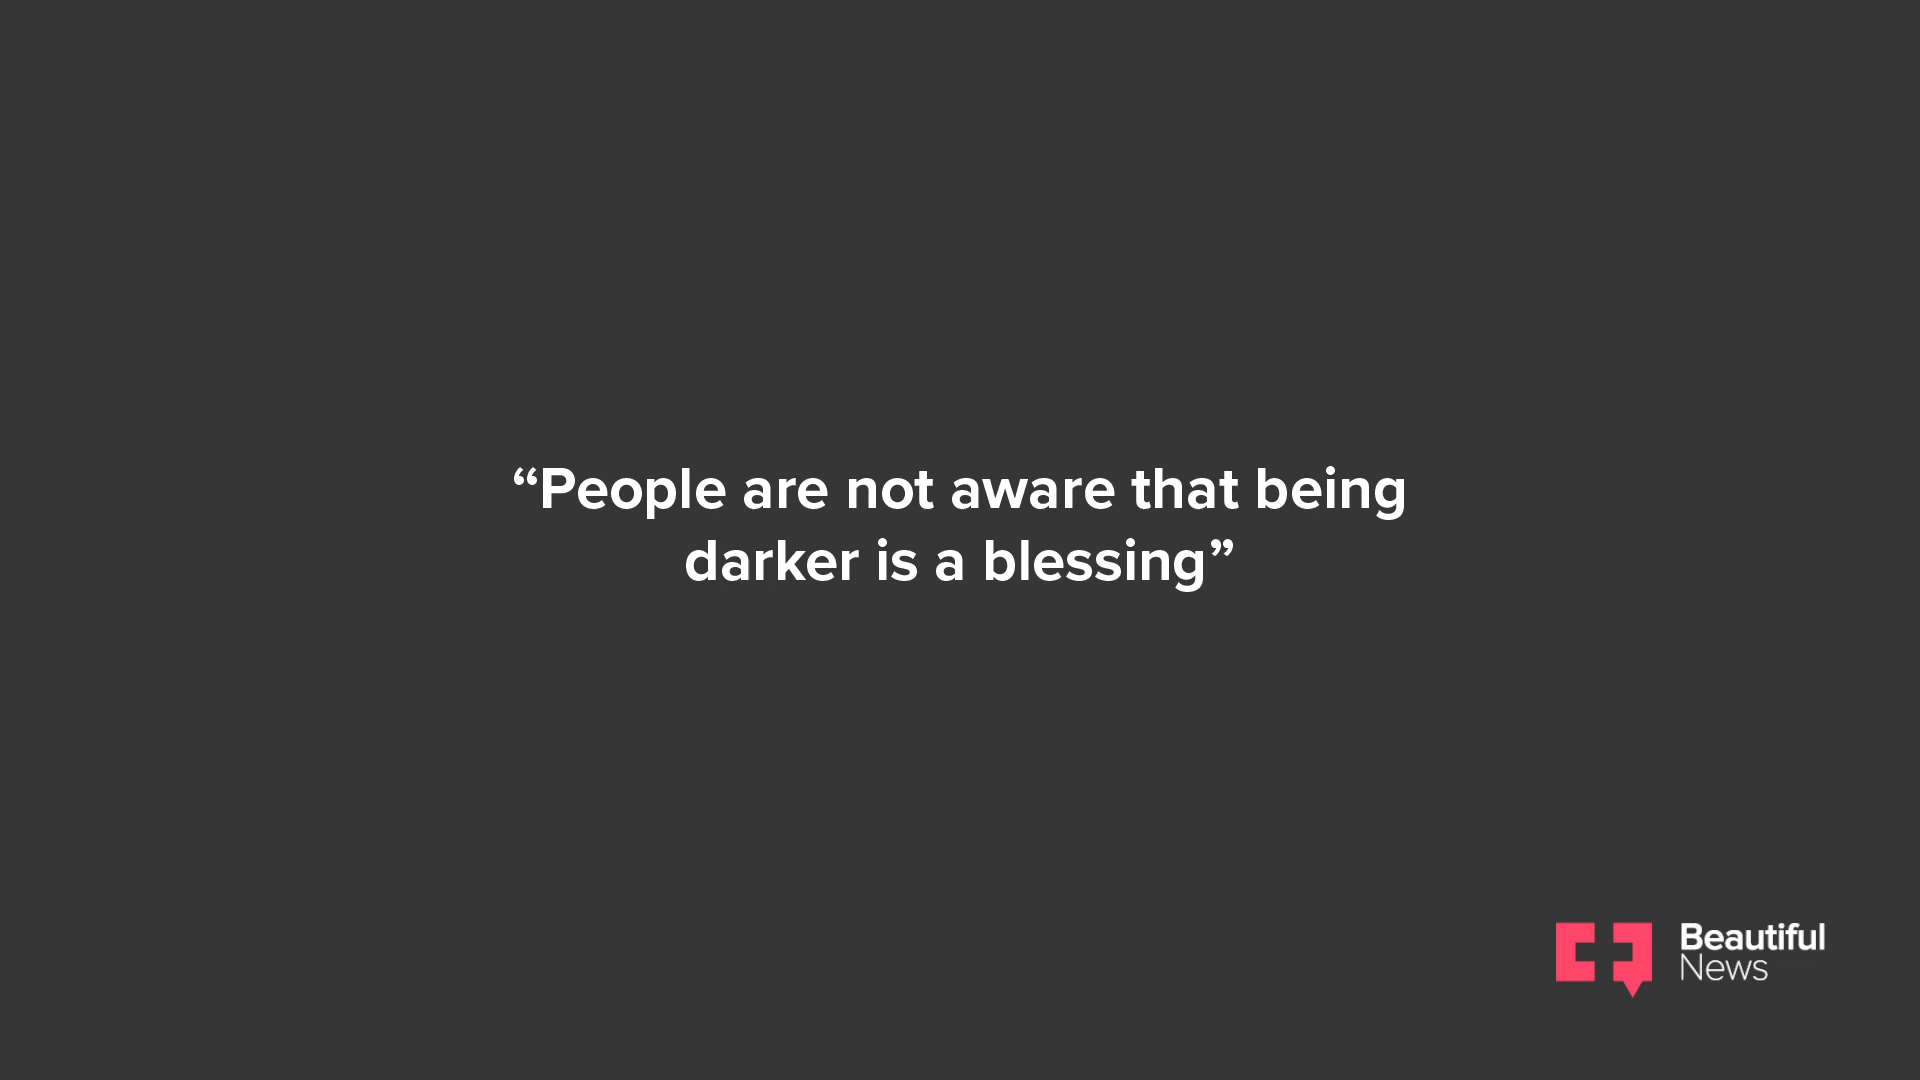 “People are not aware that being
darker is a blessing”
Beautiful
News